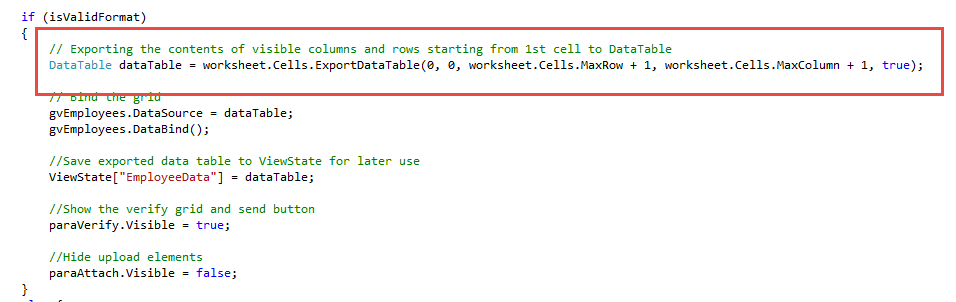 if (isValidFormat)
{
// Exporting the contents of visible columns and rows starting from 1st cell to DataTable
DataTable dataTable = worksheet.Cells.ExportDataTable(0, 0, worksheet.Cells.MaxRow + 1, worksheet.Cells.MaxColumn + 1, true);
// Bind the grid
gvEmployees.DataSource = dataTable;
gvEmployees.DataBind();
//Save exported data table to ViewState for later use
ViewState["EmployeeData"] = dataTable;
//Show the verify grid and send button
paraVerify.Visible = true;
//Hide upload elements
paraAttach.Visible = false;
}